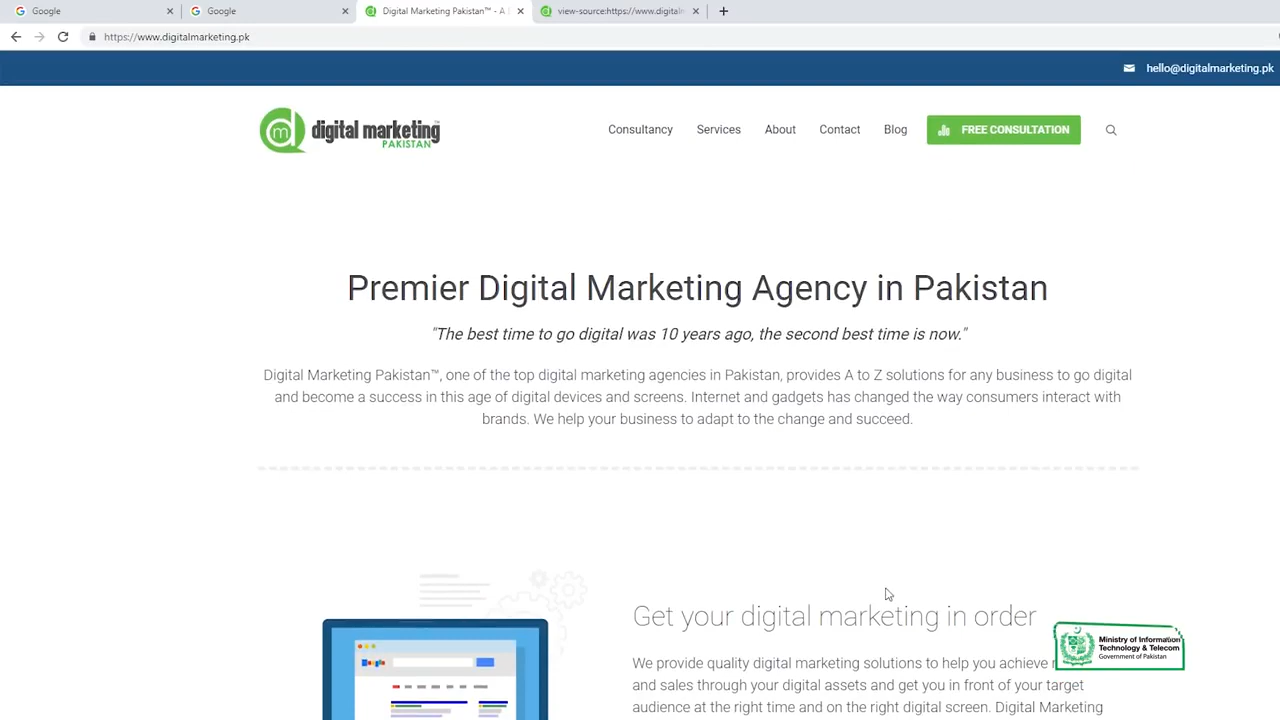 Google
Google
Digital Marketing Pakistan™ - A
view-source:https://www.digitalm
https://www.digitalmarketing.pk
hello@digitalmarketing.pk
dm
digital marketing™
PAKISTAN
Consultancy
Services
About
Contact
Blog
FREE CONSULTATION
Premier Digital Marketing Agency in Pakistan
"The best time to go digital was 10 years ago, the second best time is now."
Digital Marketing Pakistan™, one of the top digital marketing agencies in Pakistan, provides A to Z solutions for any business to go digital
and become a success in this age of digital devices and screens. Internet and gadgets has changed the way consumers interact with
brands. We help your business to adapt to the change and succeed.
Get your digital marketing in order
We provide quality digital marketing solutions to help you achieve
and sales through your digital assets and get you in front of your target
audience at the right time and on the right digital screen. Digital Marketing
Ministry of Information
Technology & Telecom
Government of Pakistan